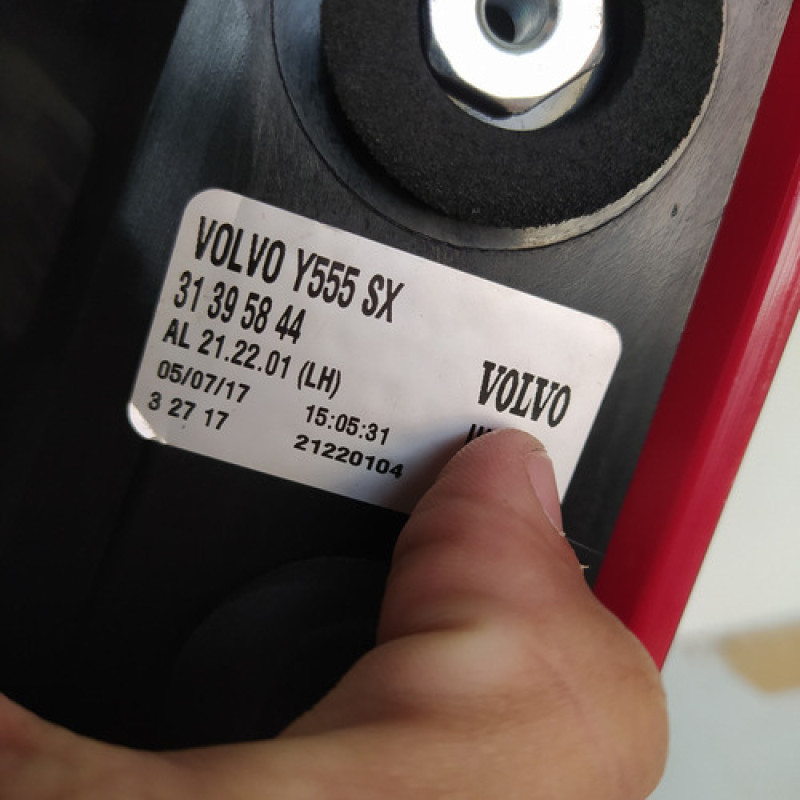 VOLVO Y555 SX
31 39 58 44
AL 21.22.01 (LH)
05/07/17 15:05:31
3 27 17 21220104
VOLVO